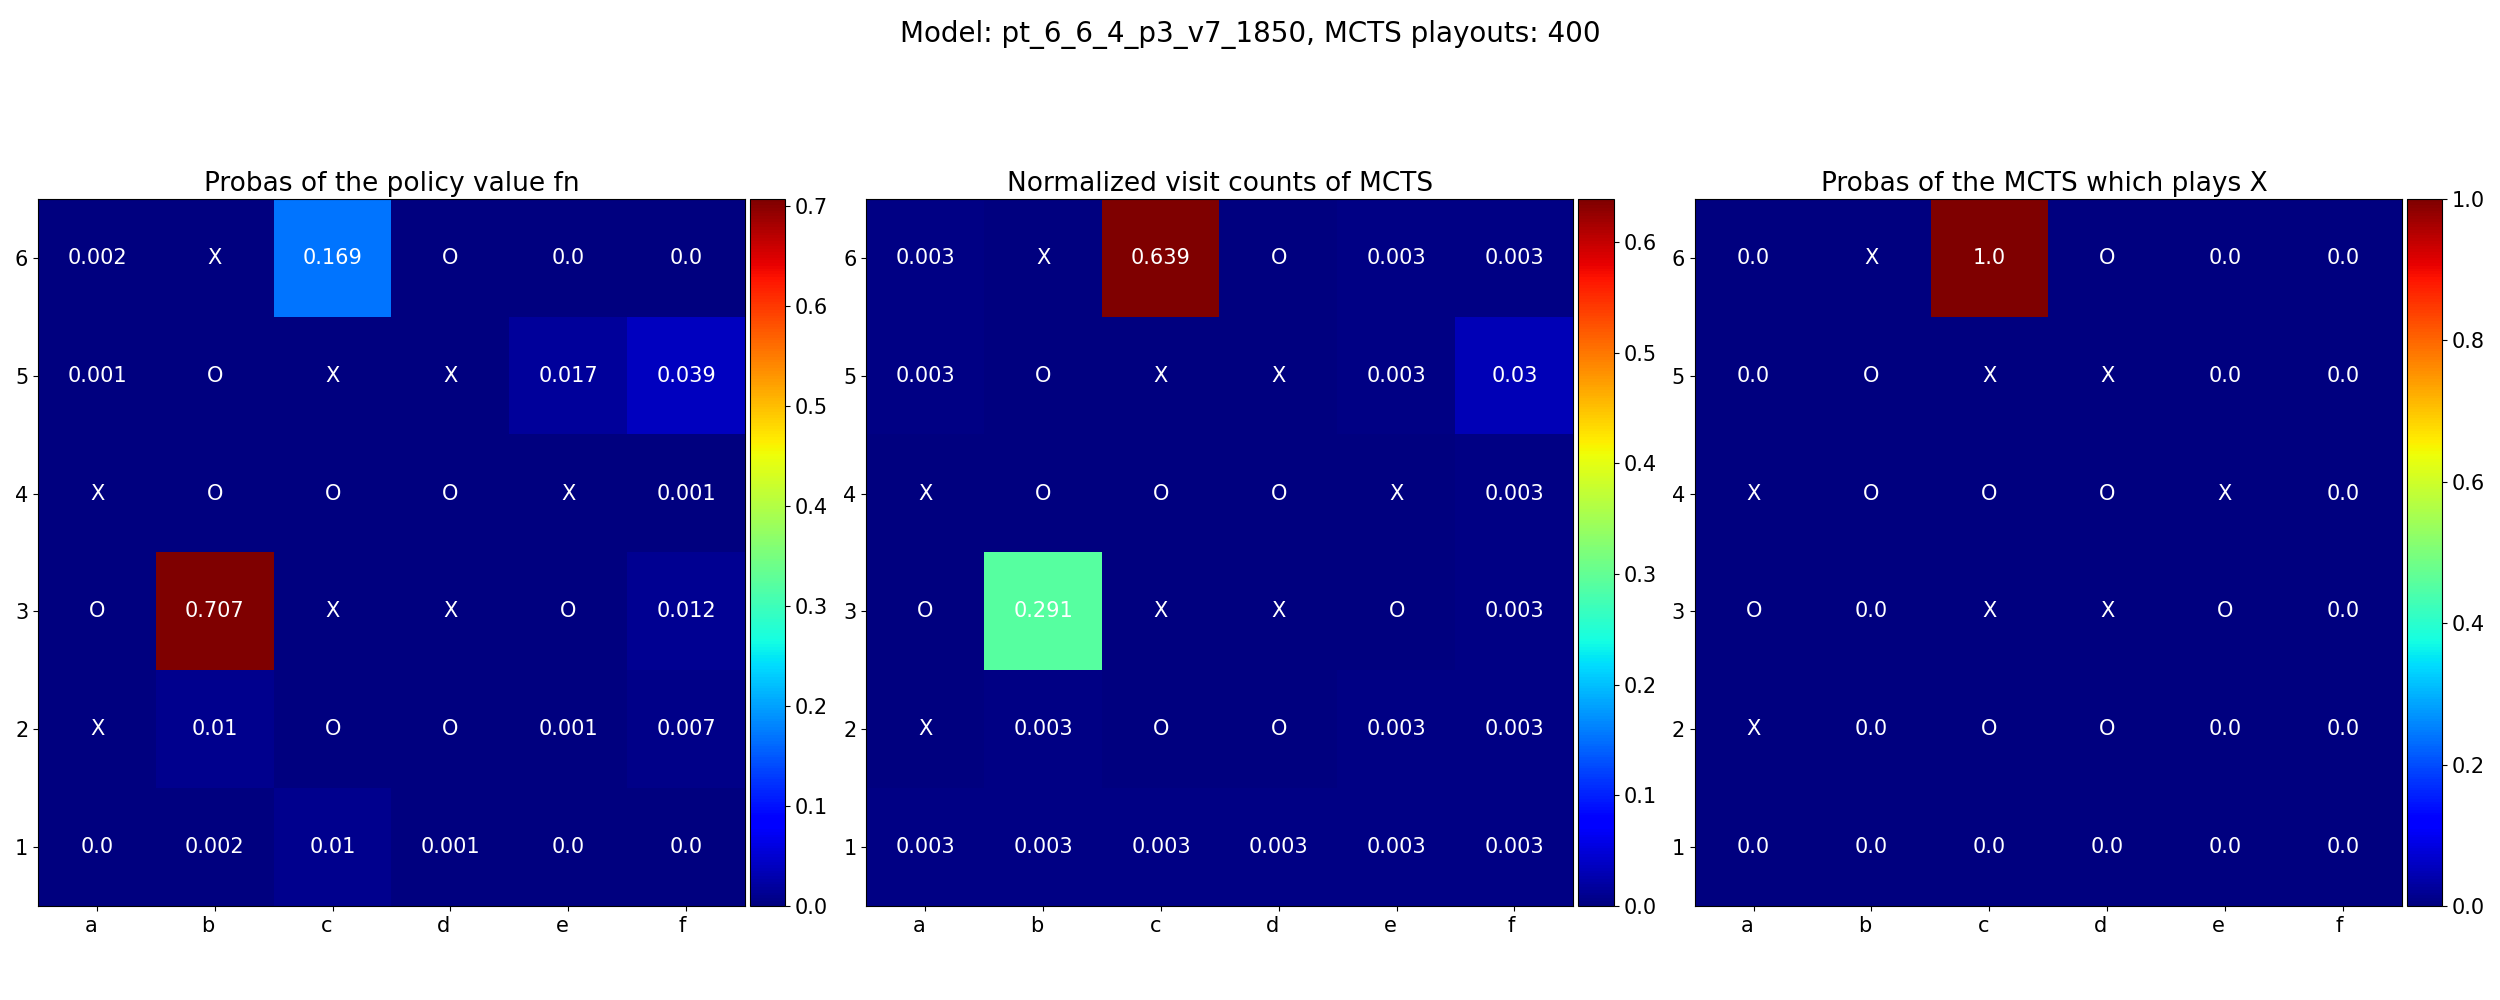 Model: pt_6_6_4_p3_v7_1850, MCTS playouts: 400
Probas of the policy value fn
6 0.002 X 0.169 O 0.0 0.0
5 0.001 O X X 0.017 0.039
4 X O O O X 0.001
3 O 0.707 X X O 0.012
2 X 0.01 O O 0.001 0.007
1 0.0 0.002 0.01 0.001 0.0 0.0
a b c d e f
0.7
0.6
0.5
0.4
0.3
0.2
0.1
0.0
Normalized visit counts of MCTS
6 0.003 X 0.639 O 0.003 0.003
5 0.003 O X X 0.003 0.03
4 X O O O X 0.003
3 O 0.291 X X O 0.003
2 X 0.003 O O 0.003 0.003
1 0.003 0.003 0.003 0.003 0.003 0.003
a b c d e f
0.6
0.5
0.4
0.3
0.2
0.1
0.0
Probas of the MCTS which plays X
6 0.0 X 1.0 O 0.0 0.0
5 0.0 O X X 0.0 0.0
4 X O O O X 0.0
3 O 0.0 X X O 0.0
2 X 0.0 O O 0.0 0.0
1 0.0 0.0 0.0 0.0 0.0 0.0
a b c d e f
1.0
0.8
0.6
0.4
0.2
0.0